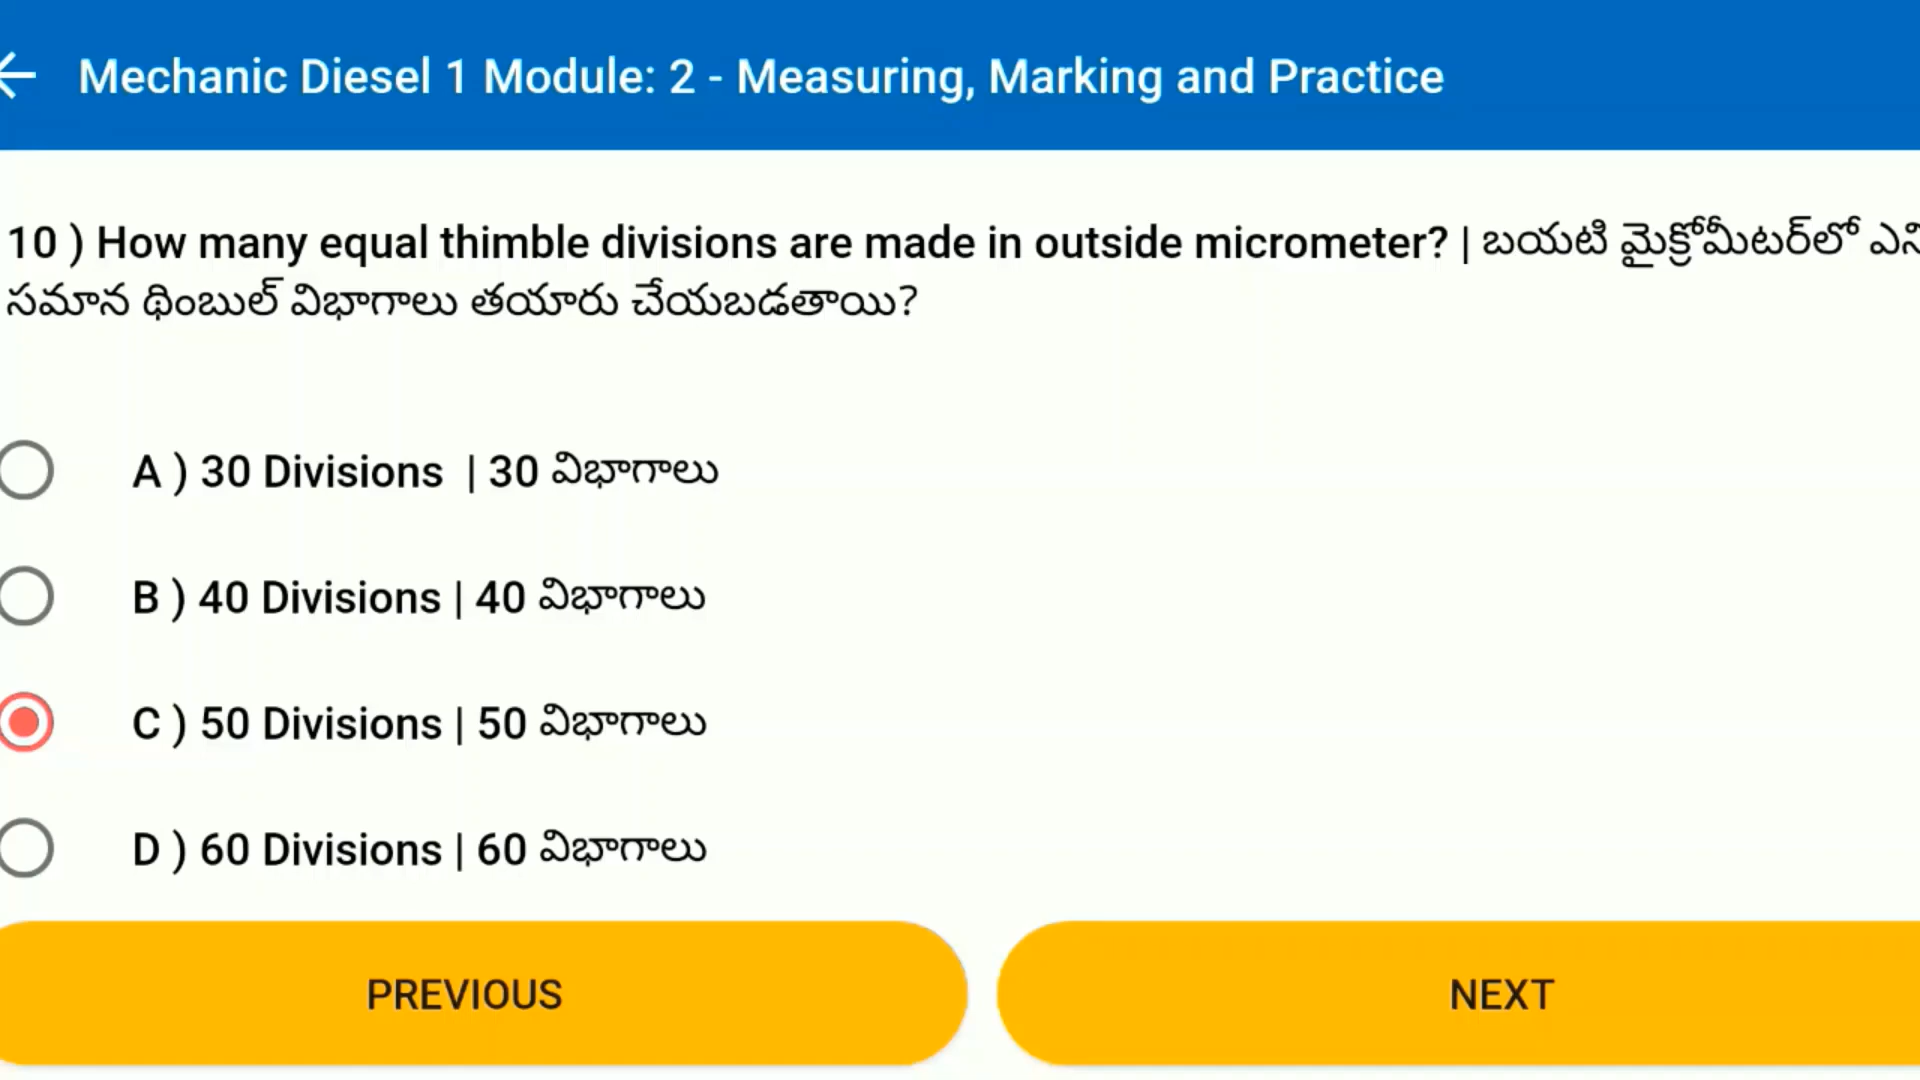 Mechanic Diesel 1 Module: 2 - Measuring, Marking and Practice
10 ) How many equal thimble divisions are made in outside micrometer? | బయటి మైక్రోమీటర్‌లో
సమాన థింబుల్ విభాగాలు తయారు చేయబడతాయి?
A ) 30 Divisions | 30 విభాగాలు
B ) 40 Divisions | 40 విభాగాలు
C ) 50 Divisions | 50 విభాగాలు
D ) 60 Divisions | 60 విభాగాలు
PREVIOUS
NEXT